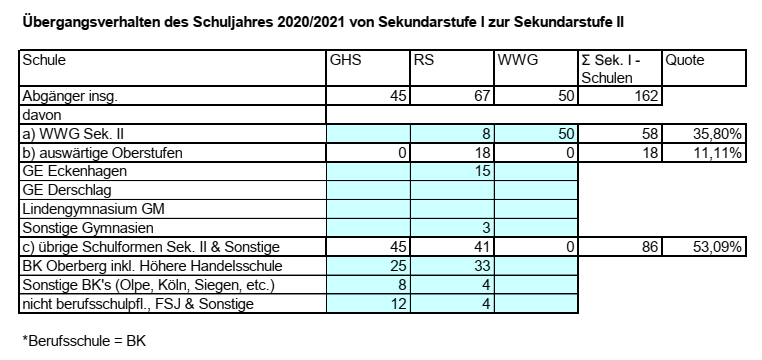 Übergangsverhalten des Schuljahres 2020/2021 von Sekundarstufe I zur Sekundarstufe II
Schule GHS RS WWG Σ Sek. I - Schulen Quote
Abgänger insg. 45 67 50 162
davon
a) WWG Sek. II 8 50 58 35,80%
b) auswärtige Oberstufen 0 18 0 18 11,11%
GE Eckenhagen 15
GE Derschlag
Lindengymnasium GM
Sonstige Gymnasien 3
c) übrige Schulformen Sek. II & Sonstige 45 41 0 86 53,09%
BK Oberberg inkl. Höhere Handelsschule 25 33
Sonstige BK's (Olpe, Köln, Siegen, etc.) 8 4
nicht berufsschulpfl., FSJ & Sonstige 12 4
*Berufsschule = BK